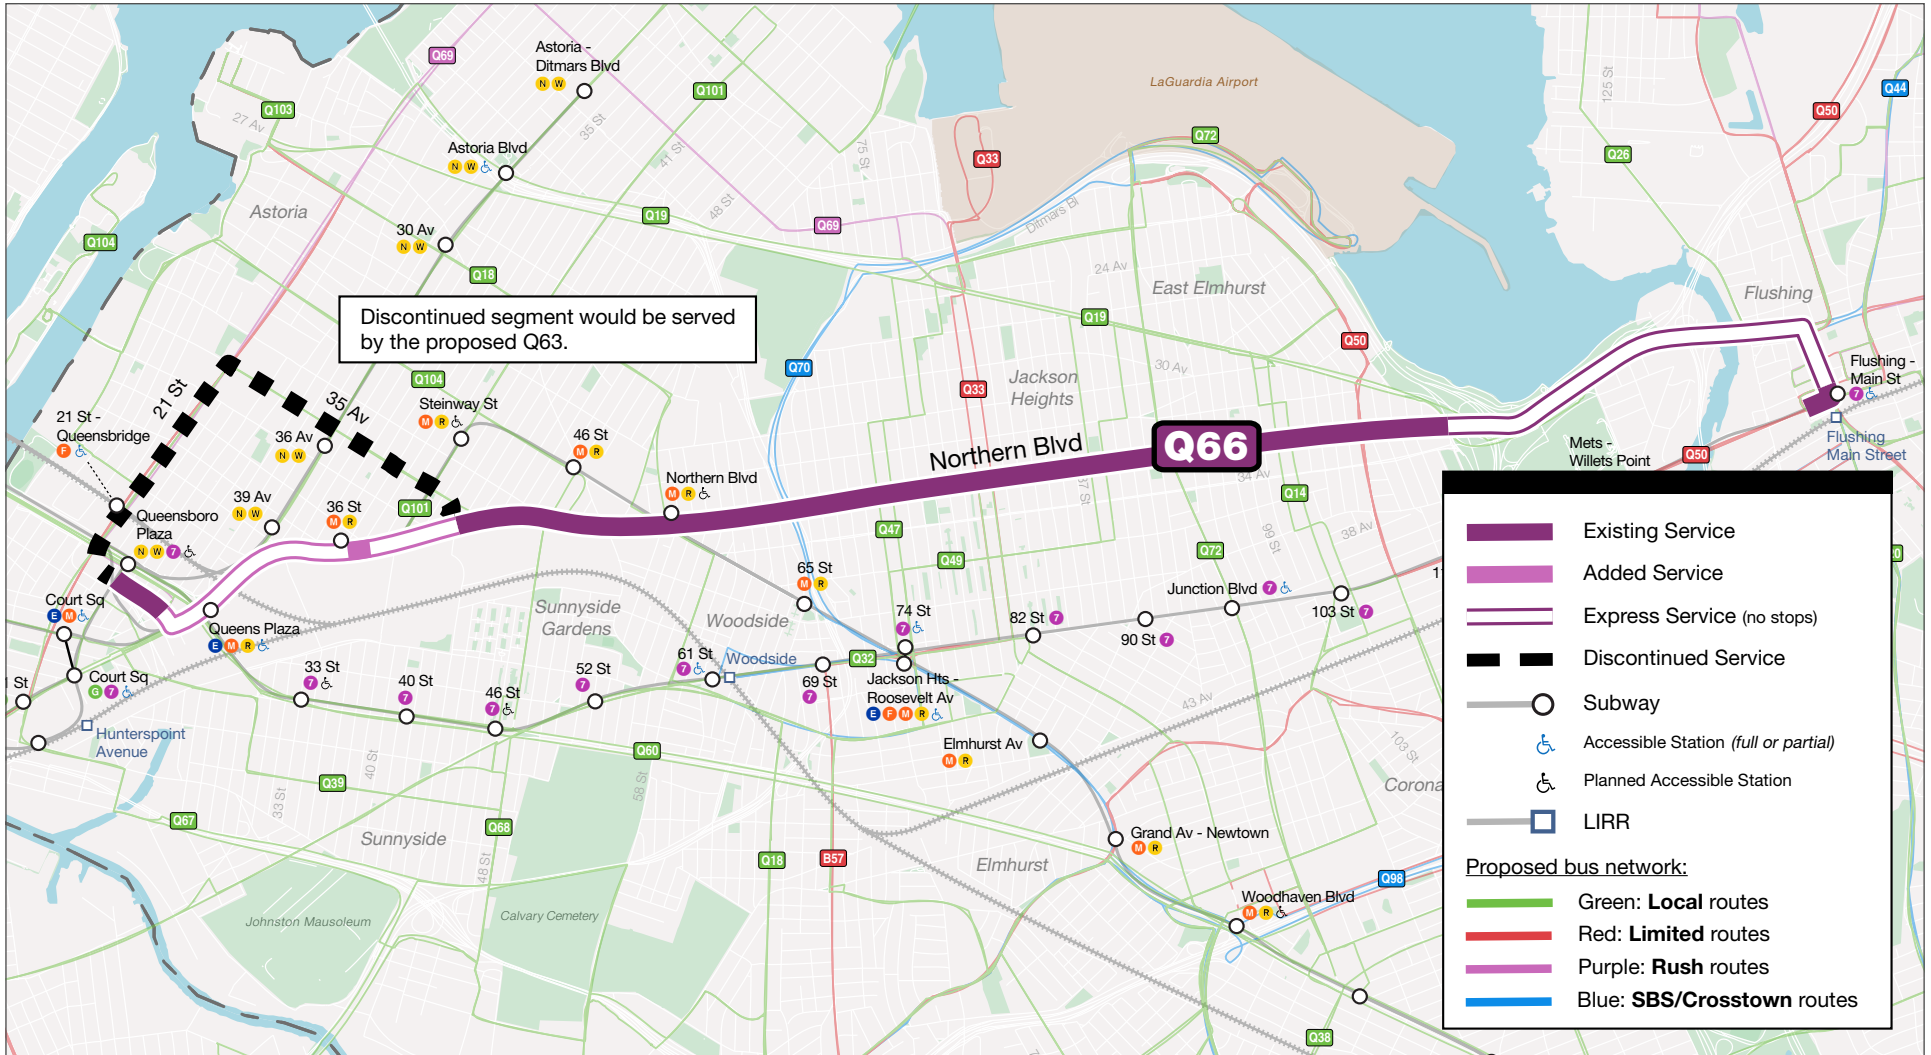 Astoria -
Ditmars Blvd
N W
Q69
Q101
LaGuardia Airport
125 St
Q44
Q50
Q103
27 Av
35 St
Q72
Astoria Blvd
N W
41 St
75 St
Q33
Q26
Astoria
48 St
Q19
Q69
Ditmars Bl
30 Av
N W
Q104
Q18
24 Av
East Elmhurst
Flushing
Discontinued segment would be served
by the proposed Q63.
Q19
Q50
Q70
30 Av
Flushing -
Main St
7
Jackson
Heights
Q33
Q104
21 St
35 Av
Steinway St
M R
21 St -
Queensbridge
F
36 Av
N W
46 St
M R
Northern Blvd
Q66
Flushing
Main Street
Mets -
Willets Point
Q50
Northern Blvd
M R
34 Av
39 Av
N W
36 St
M R
Q101
Q14
Queensboro
Plaza
N W 7
Q47
38 Av
99 St
Q72
Q49
65 St
M R
Court Sq
E M
Sunnyside
Gardens
Woodside
74 St
7
Junction Blvd 7
82 St 7
103 St 7
90 St 7
Queens Plaza
E M R
61 St
7
Woodside
Q32
69 St
7
Jackson Hts -
Roosevelt Av
E F M R
52 St
7
33 St
7
40 St
7
46 St
7
Court Sq
G 7
Hunterspoint
Avenue
43 Av
Elmhurst Av
M R
103 St
Q60
40 St
Q39
33 St
58 St
Corona
Q67
Q68
Sunnyside
48 St
Q18
B57
Elmhurst
Grand Av - Newtown
M R
Q98
Woodhaven Blvd
M R
Johnston Mausoleum
Calvary Cemetery
Q38
Existing Service
Added Service
Express Service (no stops)
Discontinued Service
Subway
Accessible Station (full or partial)
Planned Accessible Station
LIRR
Proposed bus network:
Green: Local routes
Red: Limited routes
Purple: Rush routes
Blue: SBS/Crosstown routes